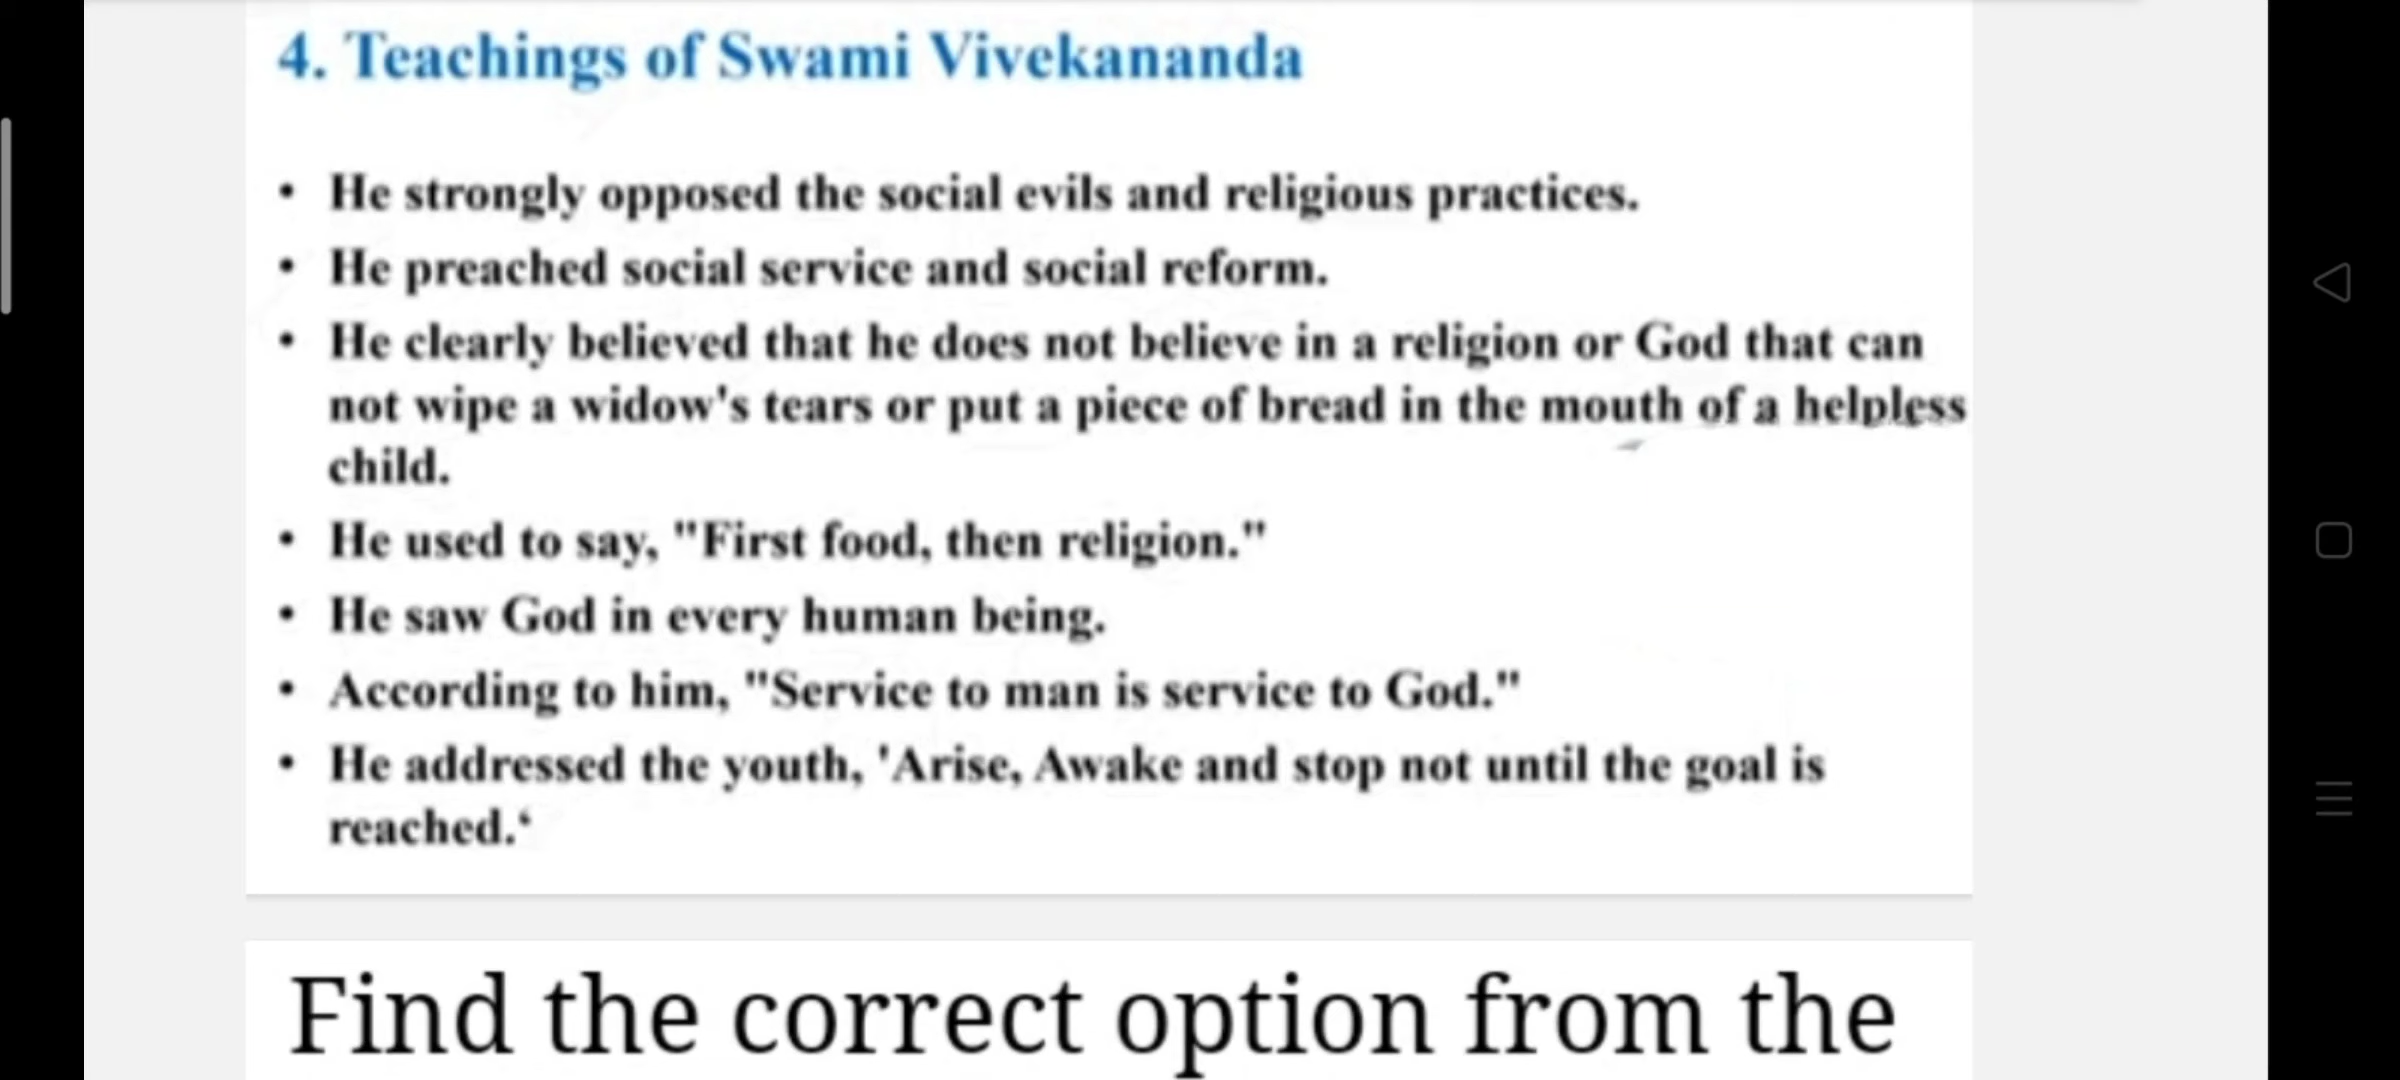 4. Teachings of Swami Vivekananda
• He strongly opposed the social evils and religious practices.
• He preached social service and social reform.
• He clearly believed that he does not believe in a religion or God that can
not wipe a widow's tears or put a piece of bread in the mouth of a helpless
child.
• He used to say, "First food, then religion."
• He saw God in every human being.
• According to him, "Service to man is service to God."
• He addressed the youth, 'Arise, Awake and stop not until the goal is
reached.‘
Find the correct option from the